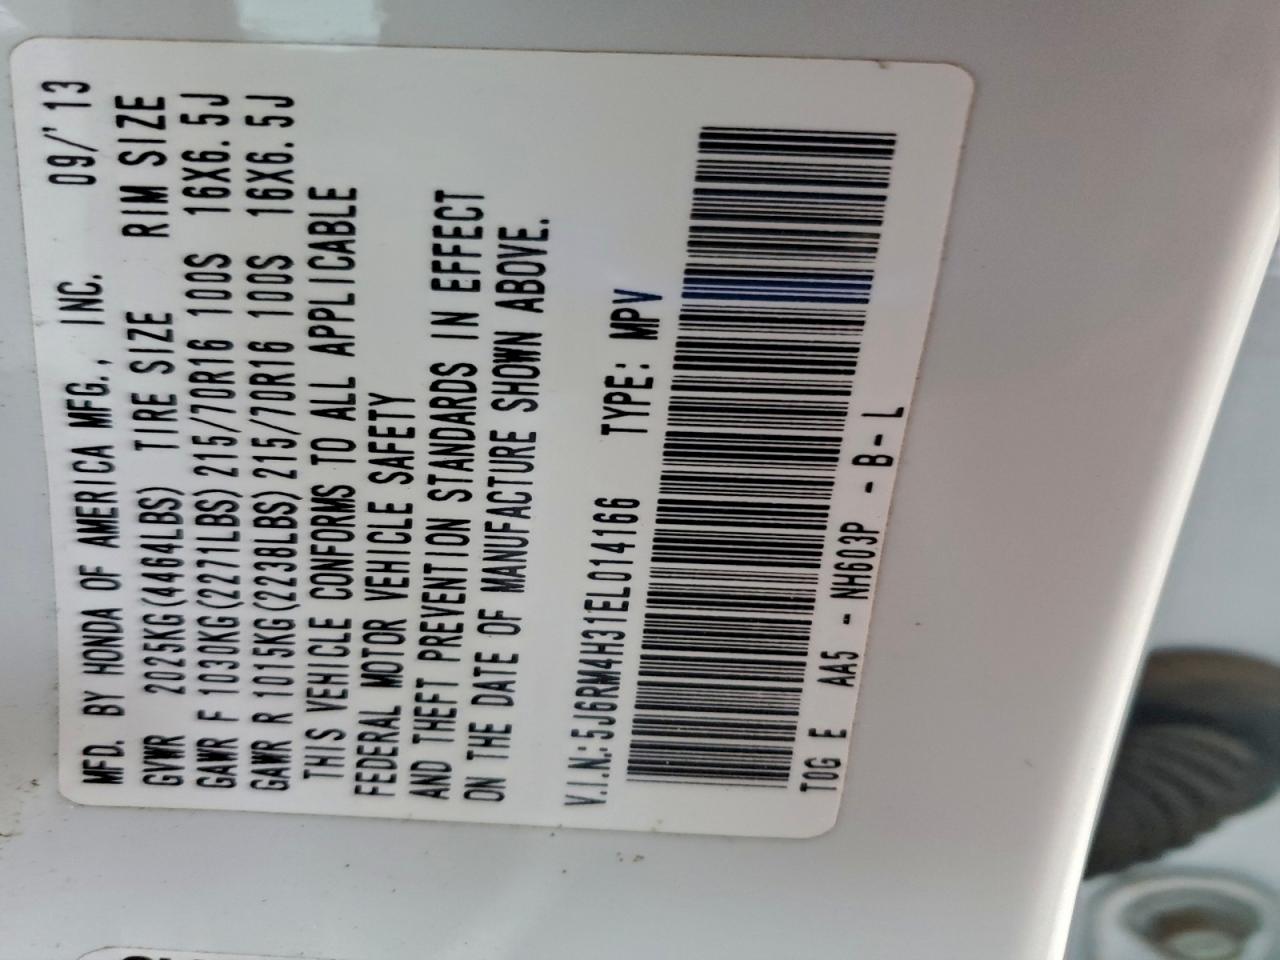 MFD. BY HONDA OF AMERICA MFG., INC. 09/'13
GVWR 2025KG(4464LBS) TIRE SIZE RIM SIZE
GAWR F 1030KG(2271LBS) 215/70R16 100S 16X6.5J
GAWR R 1015KG(2238LBS) 215/70R16 100S 16X6.5J
THIS VEHICLE CONFORMS TO ALL APPLICABLE
FEDERAL MOTOR VEHICLE SAFETY
AND THEFT PREVENTION STANDARDS IN EFFECT
ON THE DATE OF MANUFACTURE SHOWN ABOVE.
V.I.N.:5J6RM4H31EL014166 TYPE: MPV
T0G E AA5 - NH603P - B-L